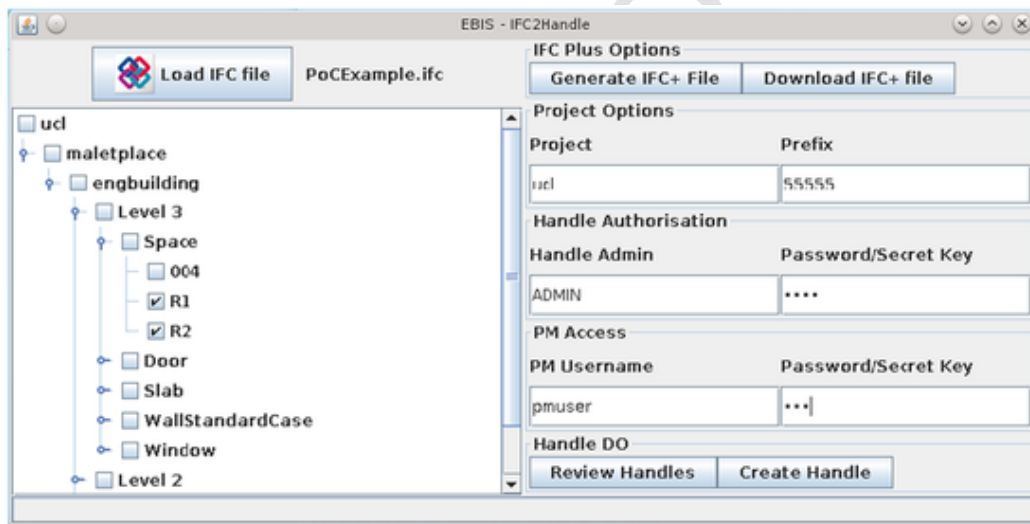 EBIS - IFC2Handle
Load IFC file
PoCExample.ifc
ucl
maletplace
engbuilding
Level 3
Space
004
R1
R2
Door
Slab
WallStandardCase
Window
Level 2
IFC Plus Options
Generate IFC+ File
Download IFC+ file
Project Options
Project
Prefix
ucl
55555
Handle Authorisation
Handle Admin
Password/Secret Key
ADMIN
••••
PM Access
PM Username
Password/Secret Key
pmuser
•••
Handle DO
Review Handles
Create Handle